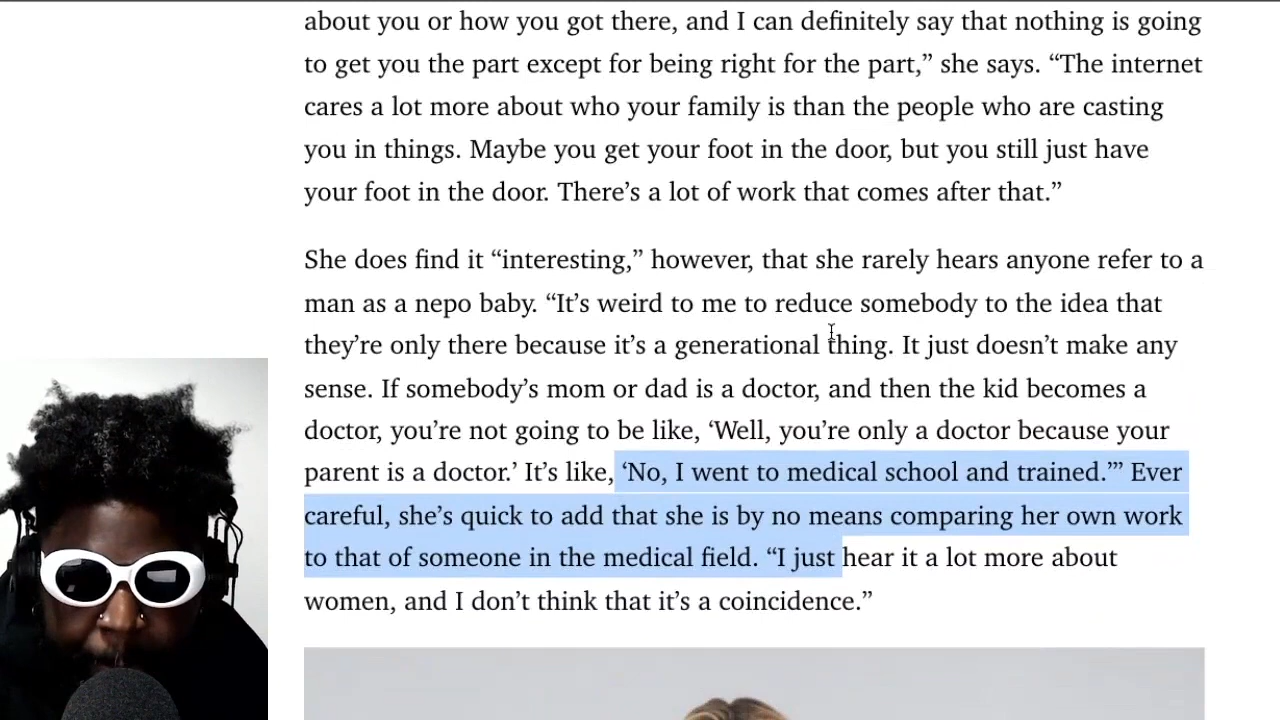 about you or how you got there, and I can definitely say that nothing is going
to get you the part except for being right for the part,” she says. “The internet
cares a lot more about who your family is than the people who are casting
you in things. Maybe you get your foot in the door, but you still just have
your foot in the door. There’s a lot of work that comes after that.”
She does find it “interesting,” however, that she rarely hears anyone refer to a
man as a nepo baby. “It’s weird to me to reduce somebody to the idea that
they’re only there because it’s a generational thing. It just doesn’t make any
sense. If somebody’s mom or dad is a doctor, and then the kid becomes a
doctor, you’re not going to be like, ‘Well, you’re only a doctor because your
parent is a doctor.’ It’s like, ‘No, I went to medical school and trained.’” Ever
careful, she’s quick to add that she is by no means comparing her own work
to that of someone in the medical field. “I just hear it a lot more about
women, and I don’t think that it’s a coincidence.”